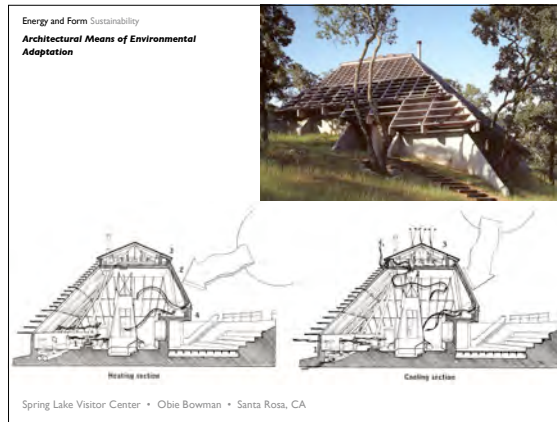 Energy and Form Sustainability
Architectural Means of Environmental
Adaptation
Heating section
Cooling section
Spring Lake Visitor Center • Obie Bowman • Santa Rosa, CA